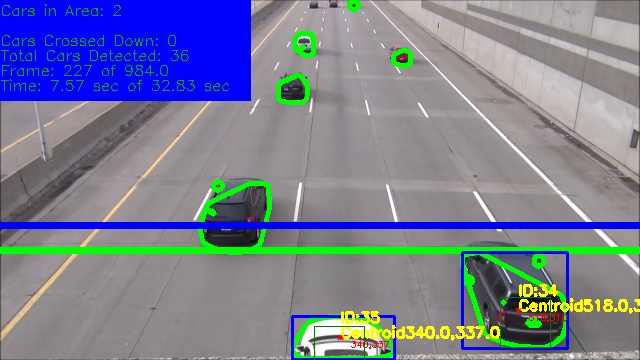 Cars in Area: 2
Cars Crossed Down: 0
Total Cars Detected: 36
Frame: 227 of 984.0
Time: 7.57 sec of 32.83 sec
ID:34
Centroid518.0,3
ID:35
Centroid340.0,337.0